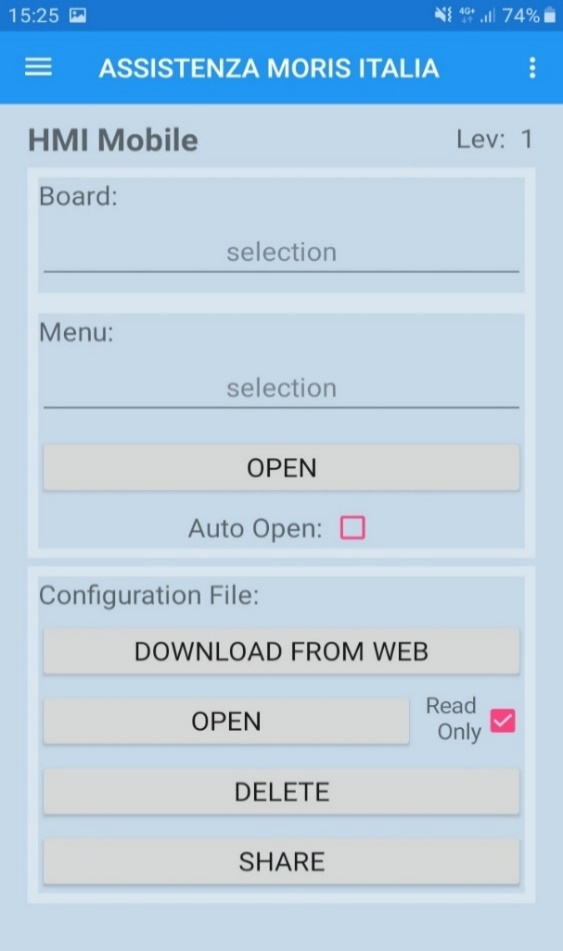 15:25 4G+ 74%
ASSISTENZA MORIS ITALIA
HMI Mobile Lev: 1
Board:
selection
Menu:
selection
OPEN
Auto Open:
Configuration File:
DOWNLOAD FROM WEB
OPEN Read
Only
DELETE
SHARE